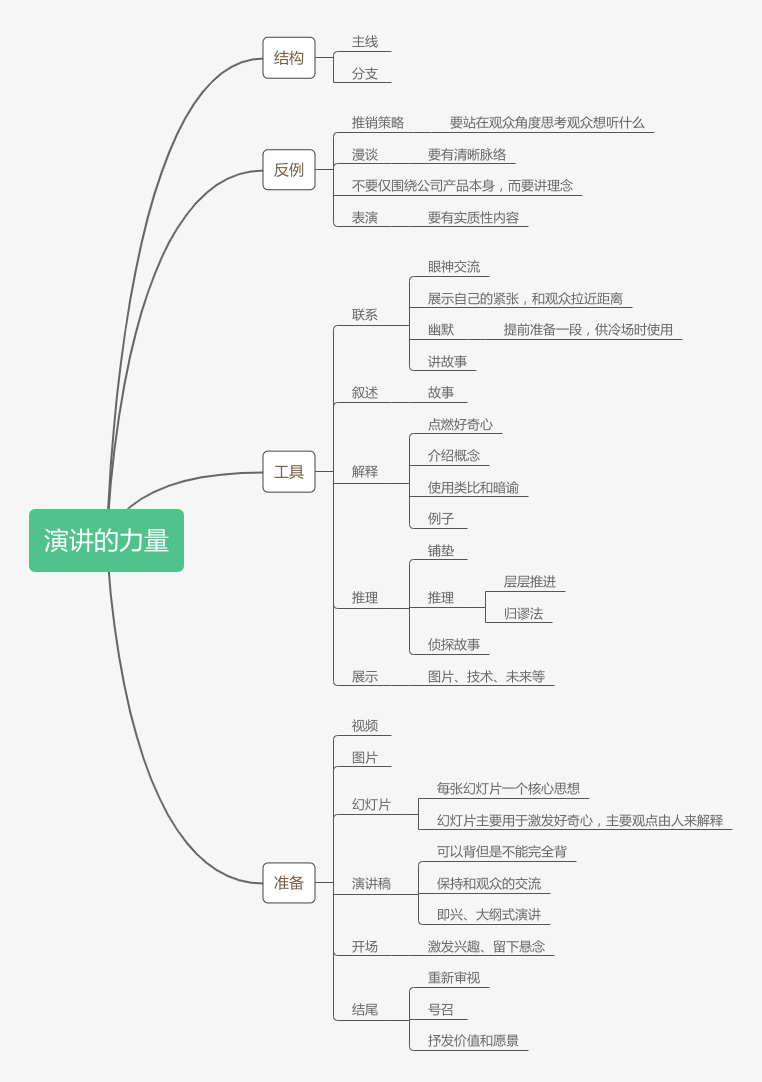 演讲的力量
结构
主线
分支
反例
推销策略
要站在观众角度思考观众想听什么
漫谈
要有清晰脉络
不要仅围绕公司产品本身，而要讲理念
表演
要有实质性内容
工具
联系
眼神交流
展示自己的紧张，和观众拉近距离
幽默
提前准备一段，供冷场时使用
讲故事
叙述
故事
解释
点燃好奇心
介绍概念
使用类比和暗谕
例子
推理
铺垫
推理
层层推进
归谬法
侦探故事
展示
图片、技术、未来等
准备
视频
图片
幻灯片
每张幻灯片一个核心思想
幻灯片主要用于激发好奇心，主要观点由人来解释
演讲稿
可以背但是不能完全背
保持和观众的交流
即兴、大纲式演讲
开场
激发兴趣、留下悬念
结尾
重新审视
号召
抒发价值和愿景